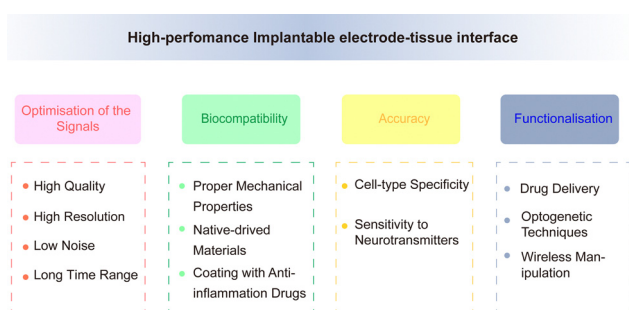 High-perfomance Implantable electrode-tissue interface
Optimisation of the
Signals
High Quality
High Resolution
Low Noise
Long Time Range
Biocompatibility
Proper Mechanical
Properties
Native-drived
Materials
Coating with Anti-
inflammation Drugs
Accuracy
Cell-type Specificity
Sensitivity to
Neurotransmitters
Functionalisation
Drug Delivery
Optogenetic
Techniques
Wireless Man-
ipulation